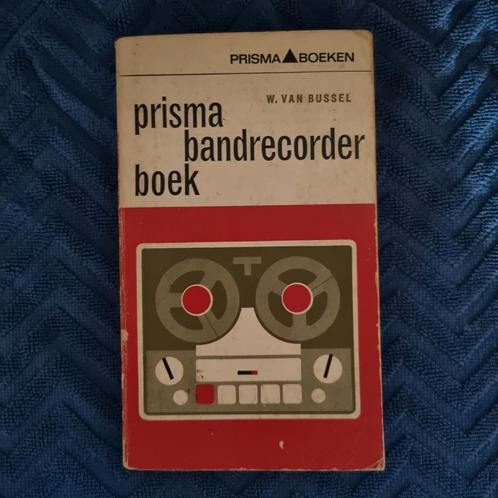 PRISMA BOEKEN
W. VAN BUSSEL
prisma
bandrecorder
boek